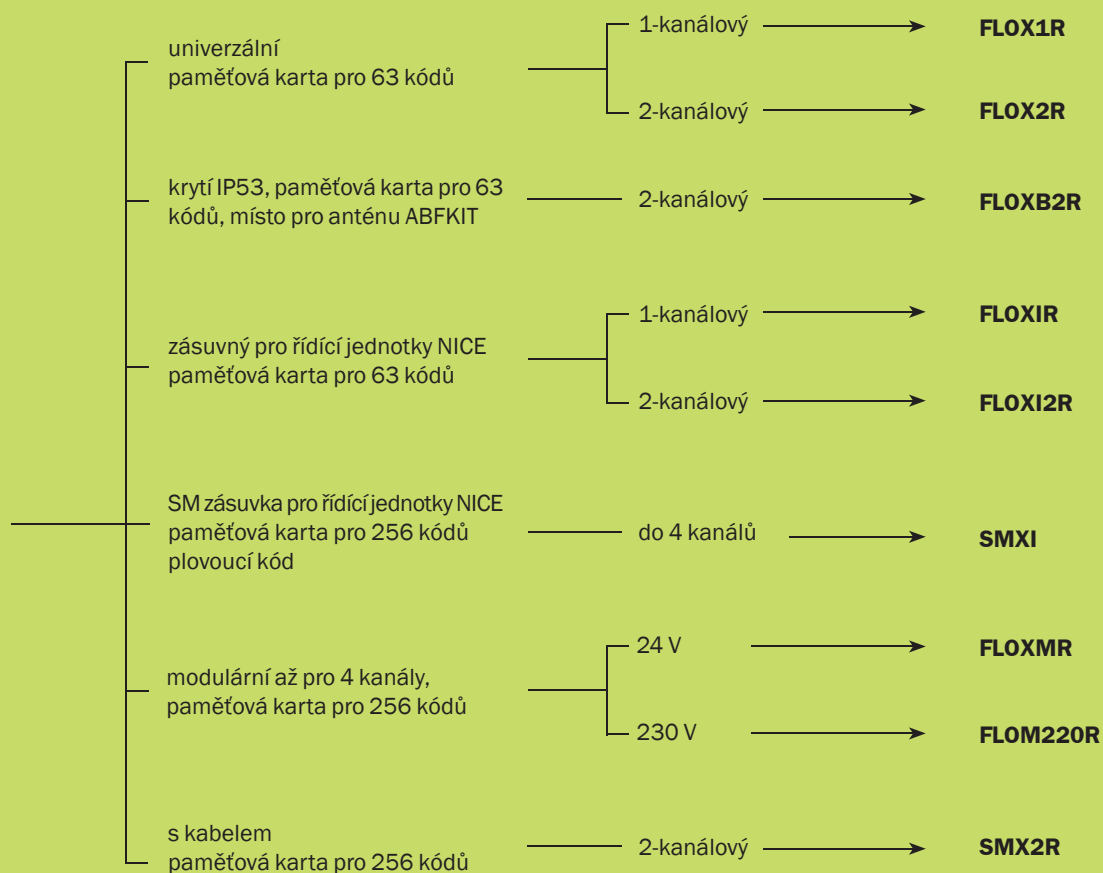 univerzální
paměťová karta pro 63 kódů
1-kanálový
FLOX1R
2-kanálový
FLOX2R
krytí IP53, paměťová karta pro 63
kódů, místo pro anténu ABFKIT
2-kanálový
FLOXB2R
zásuvný pro řídící jednotky NICE
paměťová karta pro 63 kódů
1-kanálový
FLOXIR
2-kanálový
FLOXI2R
SM zásuvka pro řídící jednotky NICE
paměťová karta pro 256 kódů
plovoucí kód
do 4 kanálů
SMXI
modulární až pro 4 kanály,
paměťová karta pro 256 kódů
24 V
FLOXMR
230 V
FLOM220R
s kabelem
paměťová karta pro 256 kódů
2-kanálový
SMX2R